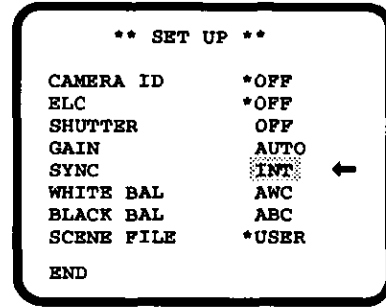 ** SET UP **
CAMERA ID *OFF
ELC *OFF
SHUTTER OFF
GAIN AUTO
SYNC INT ←
WHITE BAL AWC
BLACK BAL ABC
SCENE FILE *USER
END